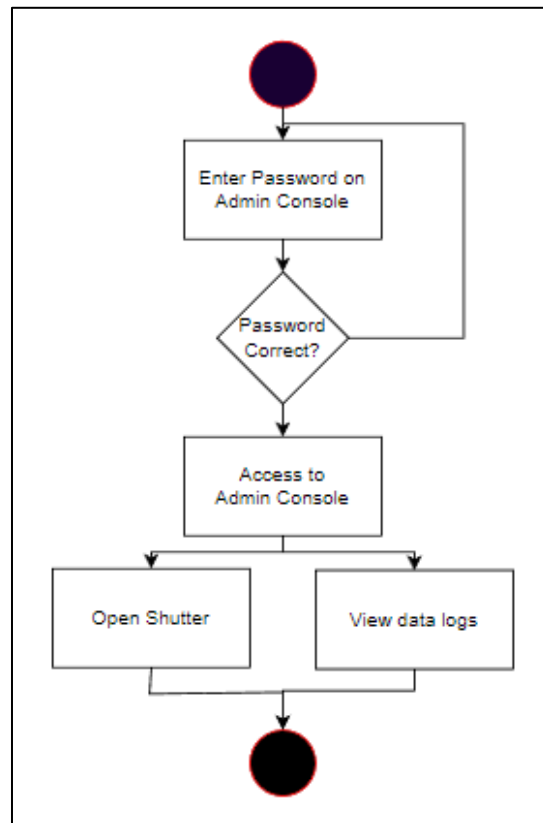 Enter Password on
Admin Console
Password
Correct?
Access to
Admin Console
Open Shutter
View data logs